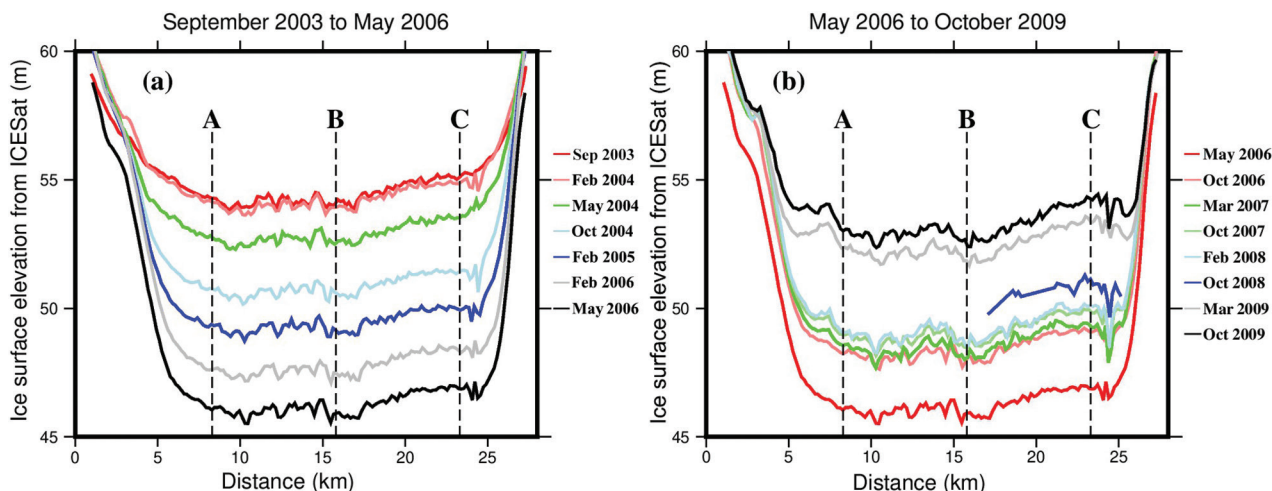 September 2003 to May 2006
Ice surface elevation from ICESat (m)
60
55
50
45
(a)
A
B
C
0
5
10
15
20
25
Distance (km)
Sep 2003
Feb 2004
May 2004
Oct 2004
Feb 2005
Feb 2006
May 2006
May 2006 to October 2009
Ice surface elevation from ICESat (m)
60
55
50
45
(b)
A
B
C
0
5
10
15
20
25
Distance (km)
May 2006
Oct 2006
Mar 2007
Oct 2007
Feb 2008
Oct 2008
Mar 2009
Oct 2009